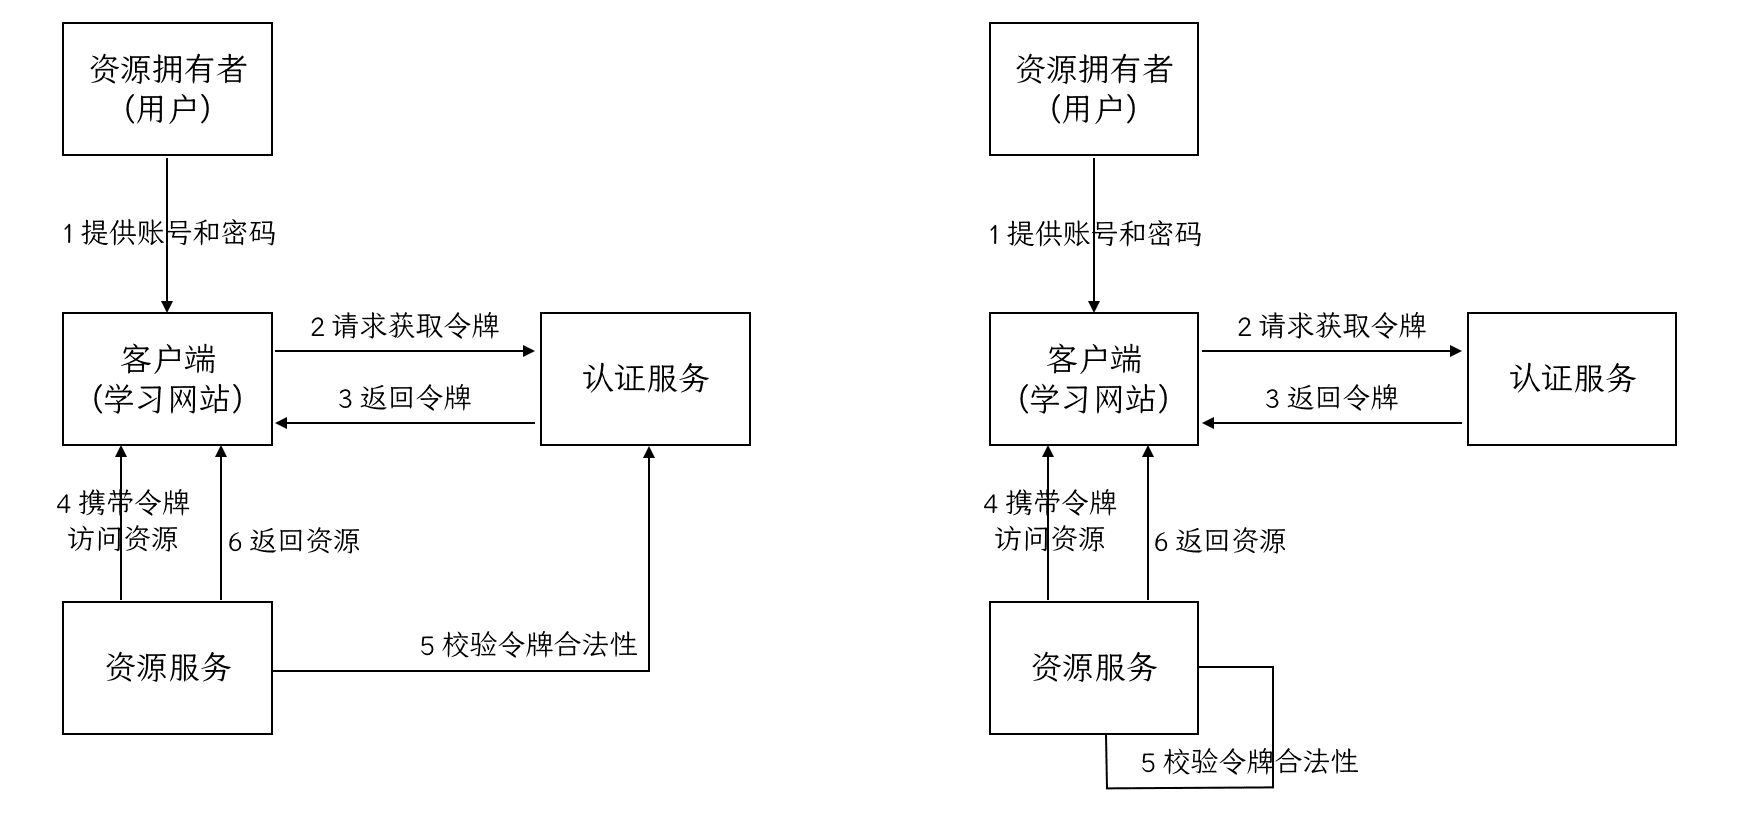 资源拥有者
(用户)
1 提供账号和密码
客户端
(学习网站)
2 请求获取令牌
3 返回令牌
认证服务
4 携带令牌
访问资源
6 返回资源
5 校验令牌合法性
资源服务
资源拥有者
(用户)
1 提供账号和密码
客户端
(学习网站)
2 请求获取令牌
3 返回令牌
认证服务
4 携带令牌
访问资源
6 返回资源
资源服务
5 校验令牌合法性